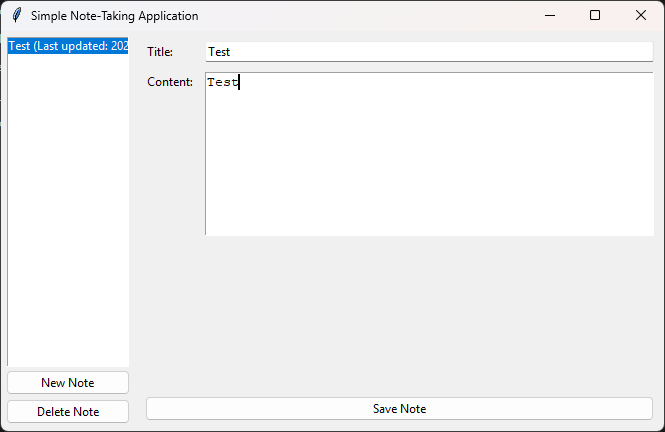 Simple Note-Taking Application
Test (Last updated: 202
Title:
Test
Content:
Test
New Note
Delete Note
Save Note